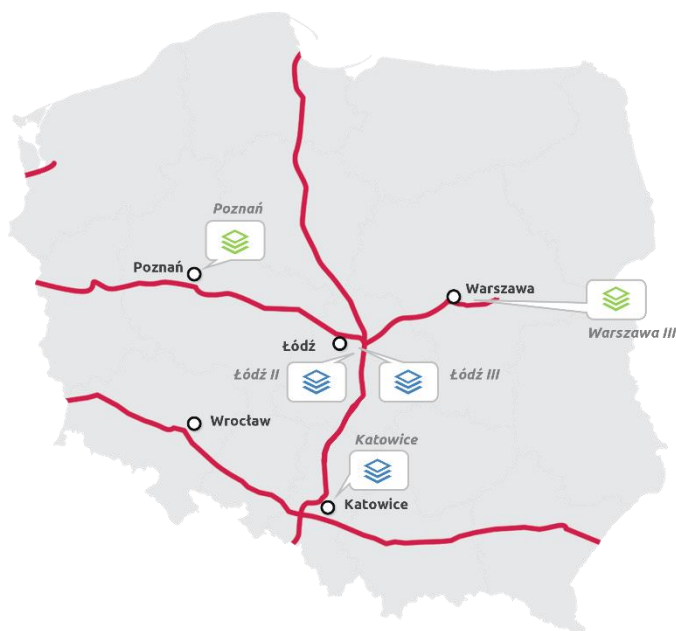 Poznań
Poznań
Warszawa
Warszawa III
Łódź
Łódź II
Łódź III
Wrocław
Katowice
Katowice